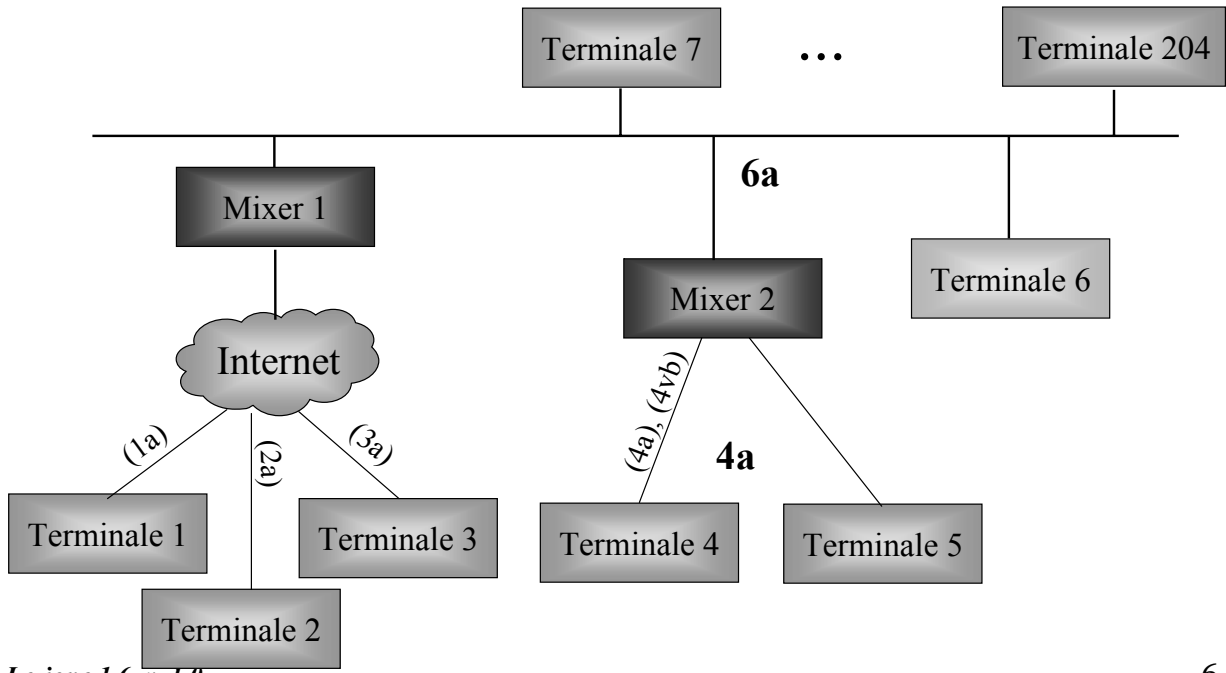 Terminale 7
...
Terminale 204
Mixer 1
6a
Mixer 2
Terminale 6
Internet
(1a)
(2a)
(3a)
(4a), (4vb)
4a
Terminale 1
Terminale 3
Terminale 4
Terminale 5
Terminale 2
6